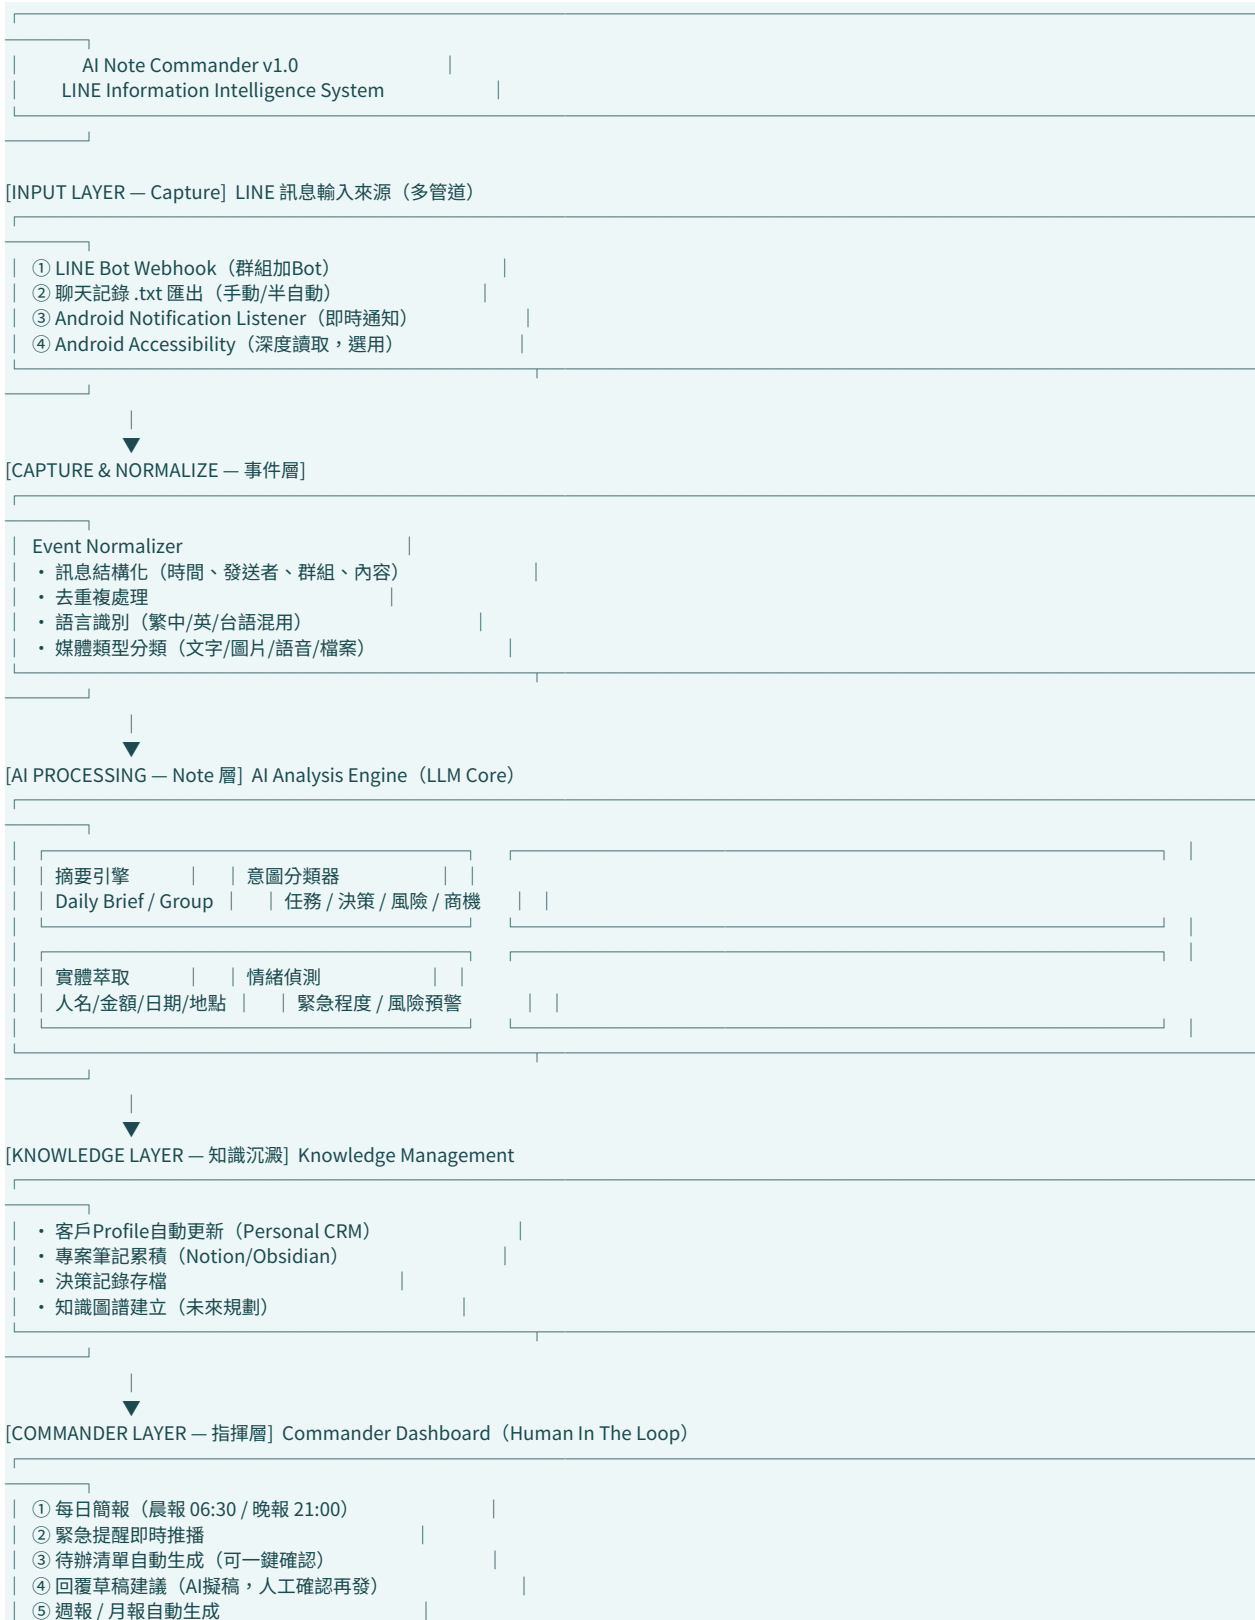 AI Note Commander v1.0
LINE Information Intelligence System
[INPUT LAYER — Capture] LINE 訊息輸入來源（多管道）
① LINE Bot Webhook（群組加Bot）
② 聊天記錄 .txt 匯出（手動/半自動）
③ Android Notification Listener（即時通知）
④ Android Accessibility（深度讀取，選用）
▼
[CAPTURE & NORMALIZE — 事件層]
Event Normalizer
・ 訊息結構化（時間、發送者、群組、內容）
・ 去重複處理
・ 語言識別（繁中/英/台語混用）
・ 媒體類型分類（文字/圖片/語音/檔案）
▼
[AI PROCESSING — Note 層] AI Analysis Engine（LLM Core）
摘要引擎 │ │ 意圖分類器
Daily Brief / Group │ │ 任務 / 決策 / 風險 / 商機
實體萃取 │ │ 情緒偵測
人名/金額/日期/地點 │ │ 緊急程度 / 風險預警
▼
[KNOWLEDGE LAYER — 知識沉澱] Knowledge Management
・ 客戶Profile自動更新（Personal CRM）
・ 專案筆記累積（Notion/Obsidian）
・ 決策記錄存檔
・ 知識圖譜建立（未來規劃）
▼
[COMMANDER LAYER — 指揮層] Commander Dashboard（Human In The Loop）
① 每日簡報（晨報 06:30 / 晚報 21:00）
② 緊急提醒即時推播
③ 待辦清單自動生成（可一鍵確認）
④ 回覆草稿建議（AI擬稿，人工確認再發）
⑤ 週報 / 月報自動生成